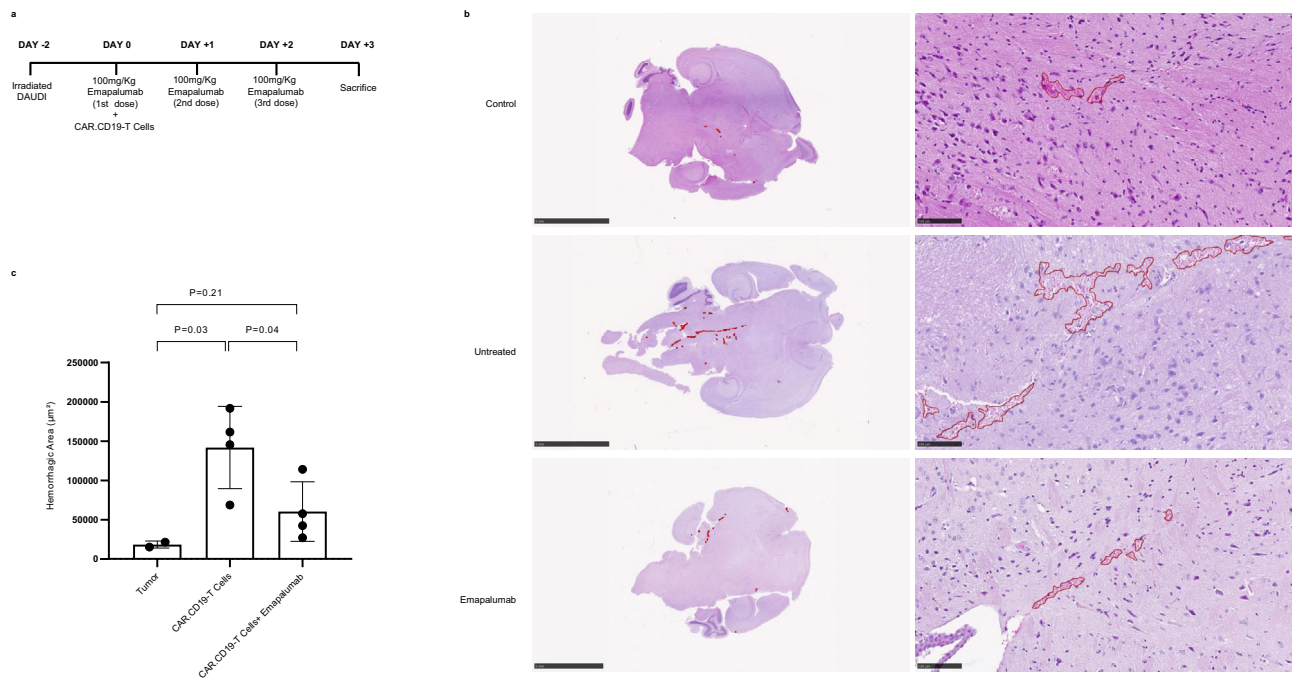 a
DAY -2
DAY 0
DAY +1
DAY +2
DAY +3
Irradiated
DAUDI
100mg/Kg
Emapalumab
(1st dose)
+
CAR.CD19-T Cells
100mg/Kg
Emapalumab
(2nd dose)
100mg/Kg
Emapalumab
(3rd dose)
Sacrifice
b
Control
Untreated
Emapalumab
c
P=0.21
P=0.03
P=0.04
Hemorrhagic Area (µm²)
250000
200000
150000
100000
50000
0
Tumor
CAR.CD19-T Cells
CAR.CD19-T Cells+ Emapalumab